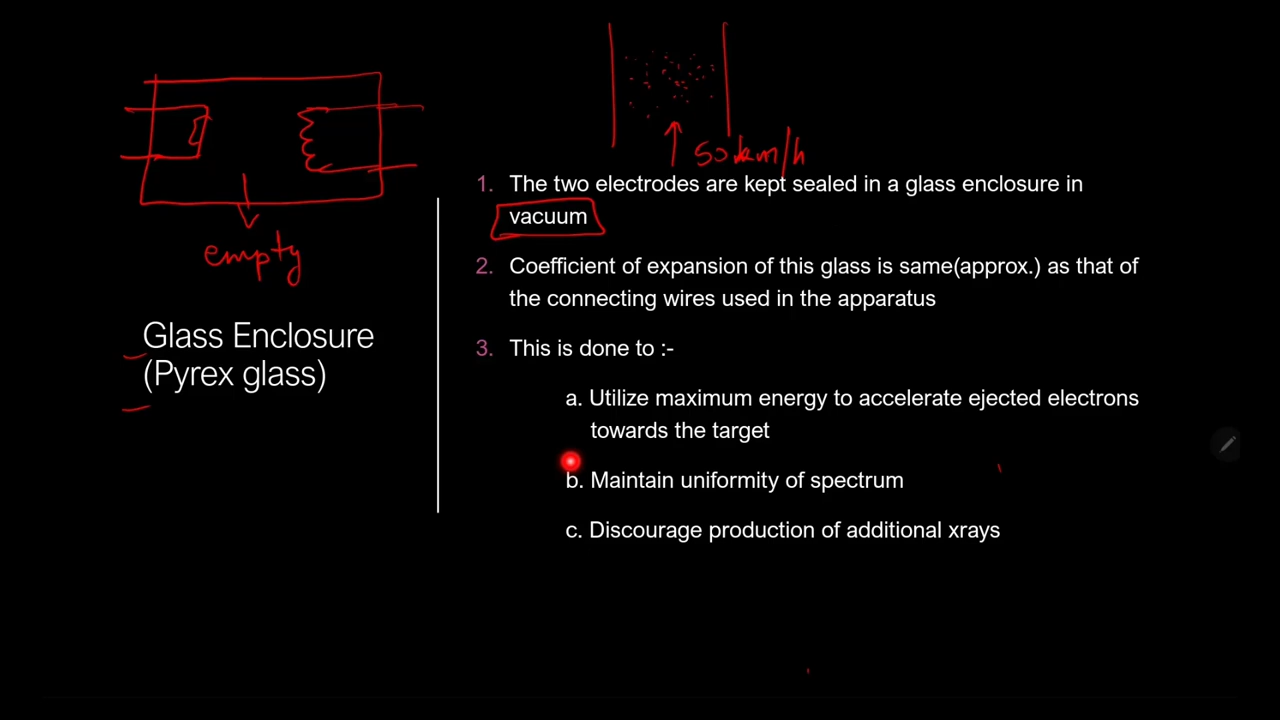 50 km/h
empty
Glass Enclosure
(Pyrex glass)
1. The two electrodes are kept sealed in a glass enclosure in
vacuum
2. Coefficient of expansion of this glass is same(approx.) as that of
the connecting wires used in the apparatus
3. This is done to :-
a. Utilize maximum energy to accelerate ejected electrons
towards the target
b. Maintain uniformity of spectrum
c. Discourage production of additional xrays